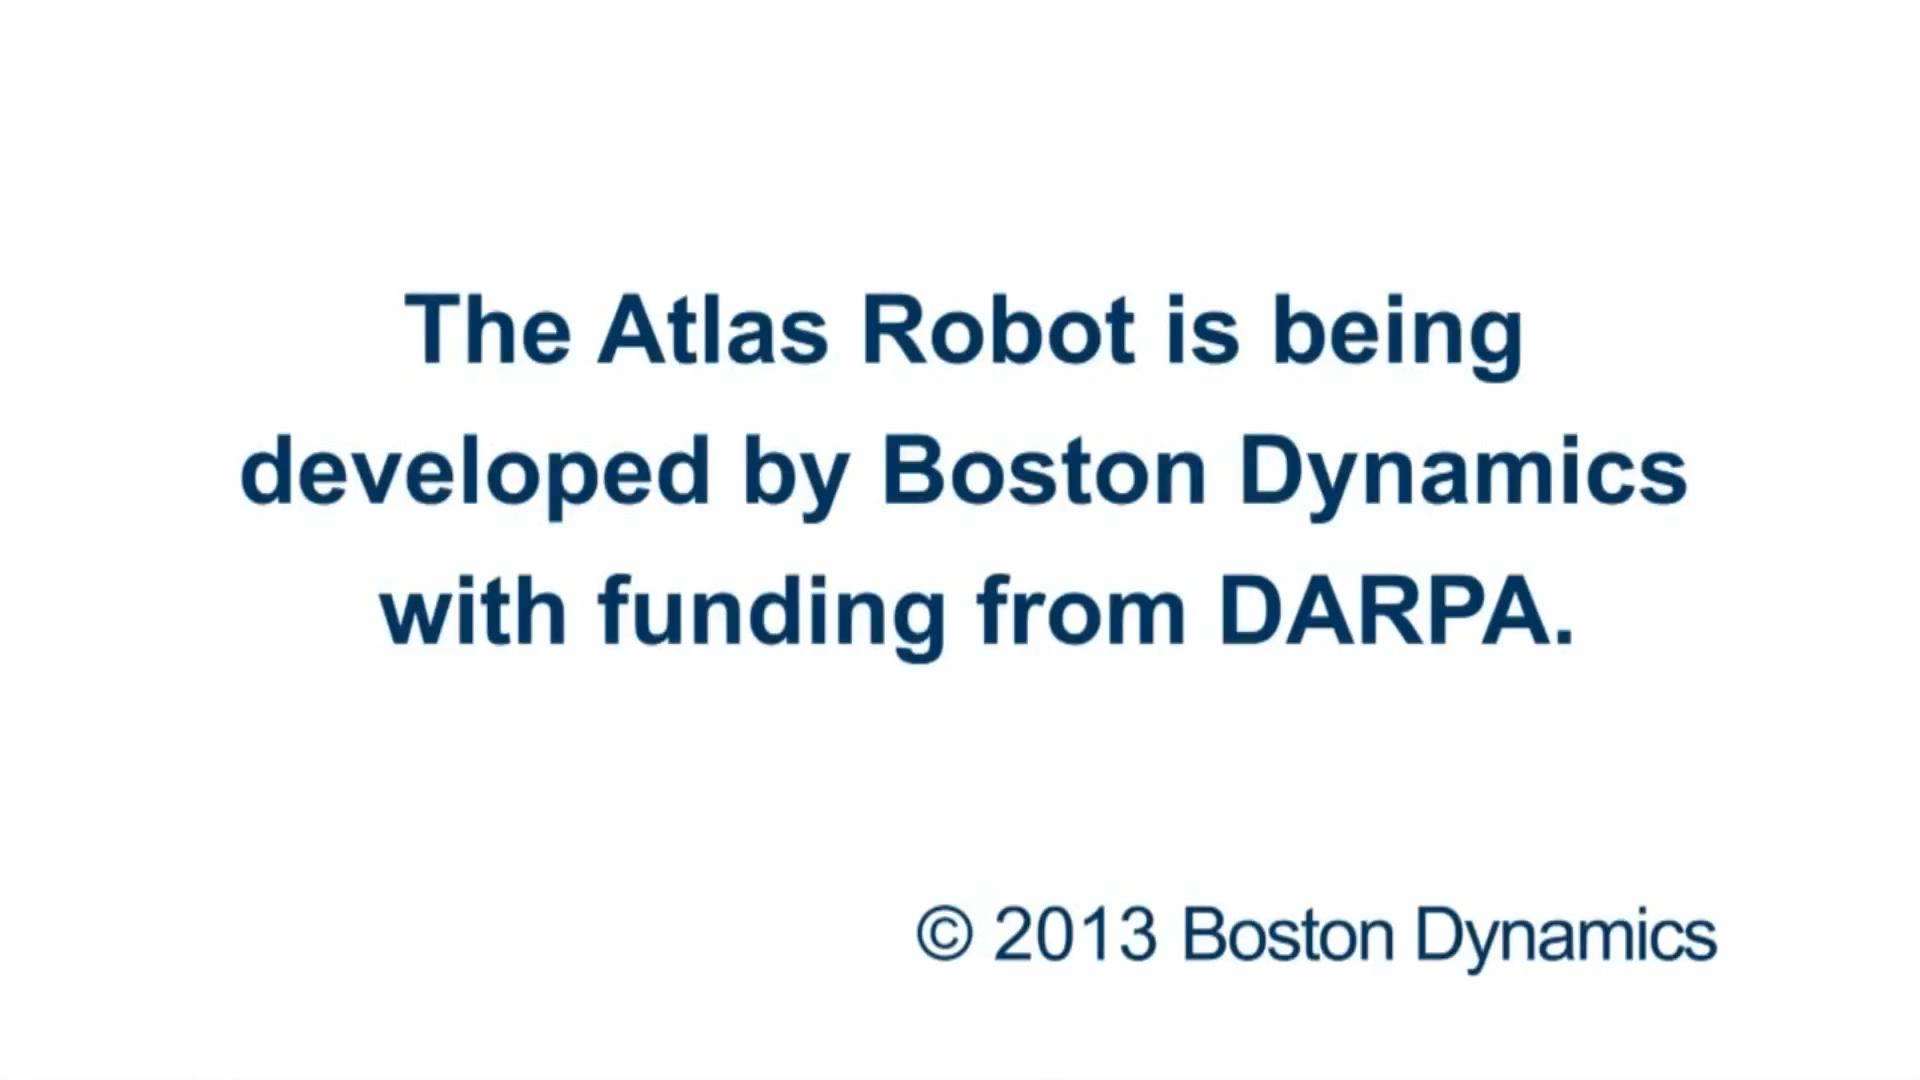 The Atlas Robot is being
developed by Boston Dynamics
with funding from DARPA.
© 2013 Boston Dynamics